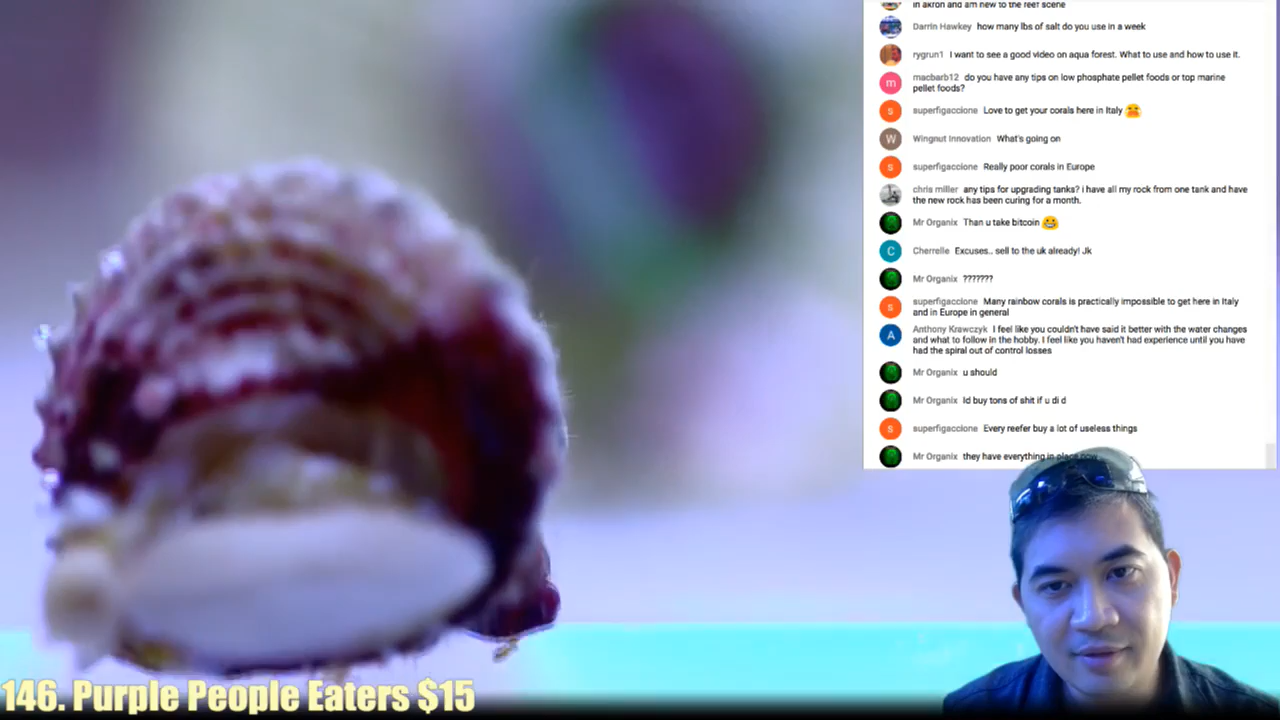 in akron and am new to the reef scene
Darrin Hawkey how many lbs of salt do you use in a week
rygrun1 I want to see a good video on aqua forest. What to use and how to use it.
m
macbarb12 do you have any tips on low phosphate pellet foods or top marine
pellet foods?
s
superfigaccione Love to get your corals here in Italy
W
Wingnut Innovation What's going on
s
superfigaccione Really poor corals in Europe
chris miller any tips for upgrading tanks? i have all my rock from one tank and have
the new rock has been curing for a month.
Mr Organix Than u take bitcoin
C
Cherrelle Excuses.. sell to the uk already! Jk
Mr Organix ???????
s
superfigaccione Many rainbow corals is practically impossible to get here in Italy
and in Europe in general
A
Anthony Krawczyk I feel like you couldn't have said it better with the water changes
and what to follow in the hobby. I feel like you haven't had experience until you have
had the spiral out of control losses
Mr Organix u should
Mr Organix Id buy tons of shit if u di d
s
superfigaccione Every reefer buy a lot of useless things
Mr Organix they have everything in place now
146. Purple People Eaters $15